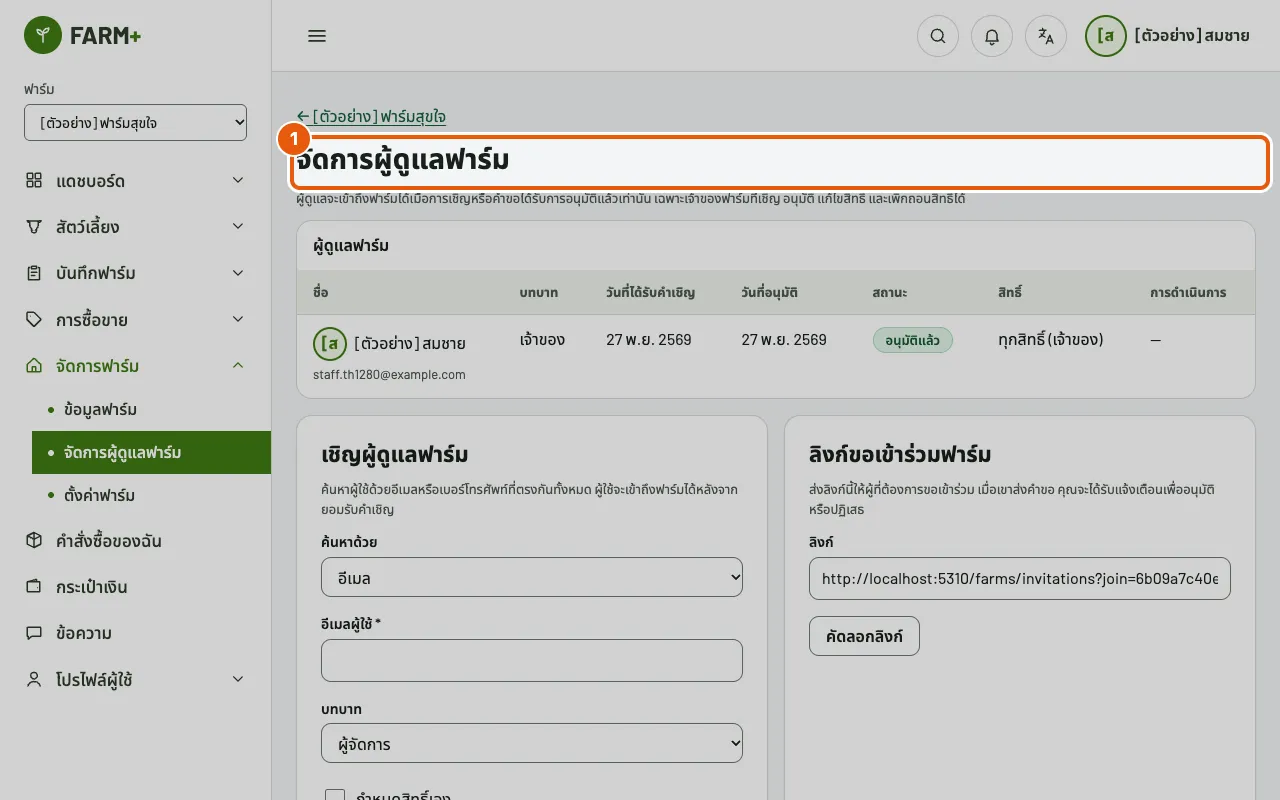 FARM+
[ตัวอย่าง] สมชาย
[ส
ฟาร์ม
[ตัวอย่าง] ฟาร์มสุขใจ
แดชบอร์ด
สัตว์เลี้ยง
บันทึกฟาร์ม
การซื้อขาย
จัดการฟาร์ม
ข้อมูลฟาร์ม
จัดการผู้ดูแลฟาร์ม
ตั้งค่าฟาร์ม
คำสั่งซื้อของฉัน
กระเป๋าเงิน
ข้อความ
โปรไฟล์ผู้ใช้
← [ตัวอย่าง] ฟาร์มสุขใจ
1
จัดการผู้ดูแลฟาร์ม
ผู้ดูแลจะเข้าถึงฟาร์มได้เมื่อการเชิญหรือคำขอได้รับการอนุมัติแล้วเท่านั้น เฉพาะเจ้าของฟาร์มที่เชิญ อนุมัติ แก้ไขสิทธิ์ และเพิกถอนสิทธิ์ได้
ผู้ดูแลฟาร์ม
ชื่อ บทบาท วันที่ได้รับคำเชิญ วันที่อนุมัติ สถานะ สิทธิ์ การดำเนินการ
[ส [ตัวอย่าง] สมชาย เจ้าของ 27 พ.ย. 2569 27 พ.ย. 2569 อนุมัติแล้ว ทุกสิทธิ์ (เจ้าของ) —
staff.th1280@example.com
เชิญผู้ดูแลฟาร์ม
ค้นหาผู้ใช้ด้วยอีเมลหรือเบอร์โทรศัพท์ที่ตรงกันทั้งหมด ผู้ใช้จะเข้าถึงฟาร์มได้หลังจาก
ยอมรับคำเชิญ
ค้นหาด้วย
อีเมล
อีเมลผู้ใช้ *
บทบาท
ผู้จัดการ
กำหนดสิทธิ์เอง
ลิงก์ขอเข้าร่วมฟาร์ม
ส่งลิงก์นี้ให้ผู้ที่ต้องการขอเข้าร่วม เมื่อเขาส่งคำขอ คุณจะได้รับแจ้งเตือนเพื่ออนุมัติ
หรือปฏิเสธ
ลิงก์
http://localhost:5310/farms/invitations?join=6b09a7c40e
คัดลอกลิงก์